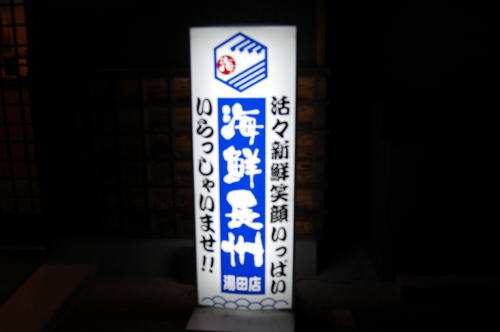 活々新鮮笑顔いっぱい
海鮮長州
湯田店
いらっしゃいませ!!